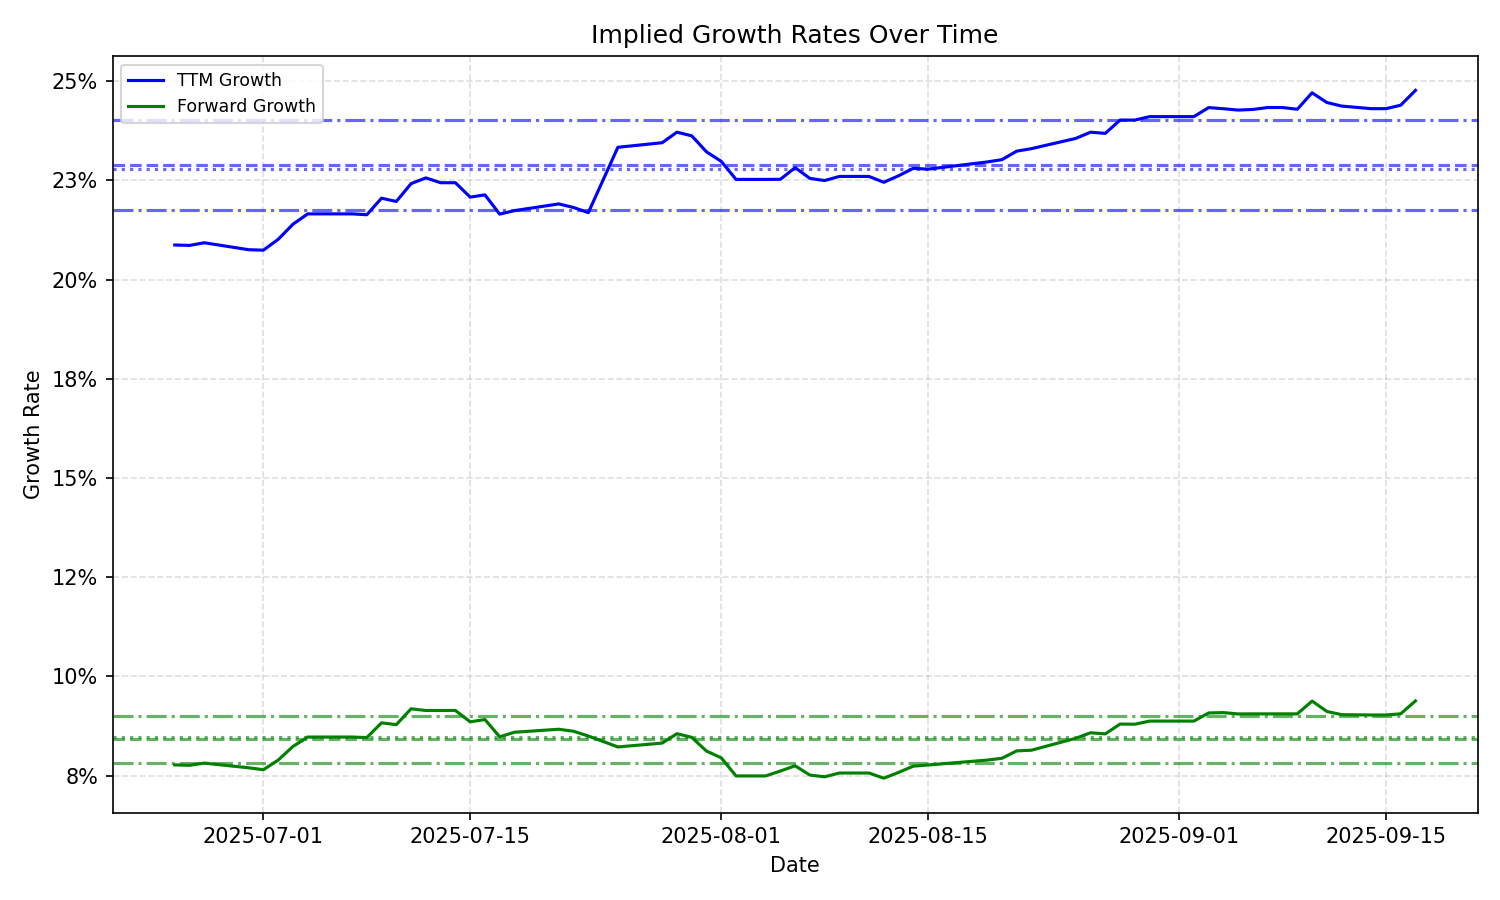 Implied Growth Rates Over Time
TTM Growth
Forward Growth
Growth Rate
25%
23%
20%
18%
15%
12%
10%
8%
2025-07-01
2025-07-15
2025-08-01
2025-08-15
2025-09-01
2025-09-15
Date